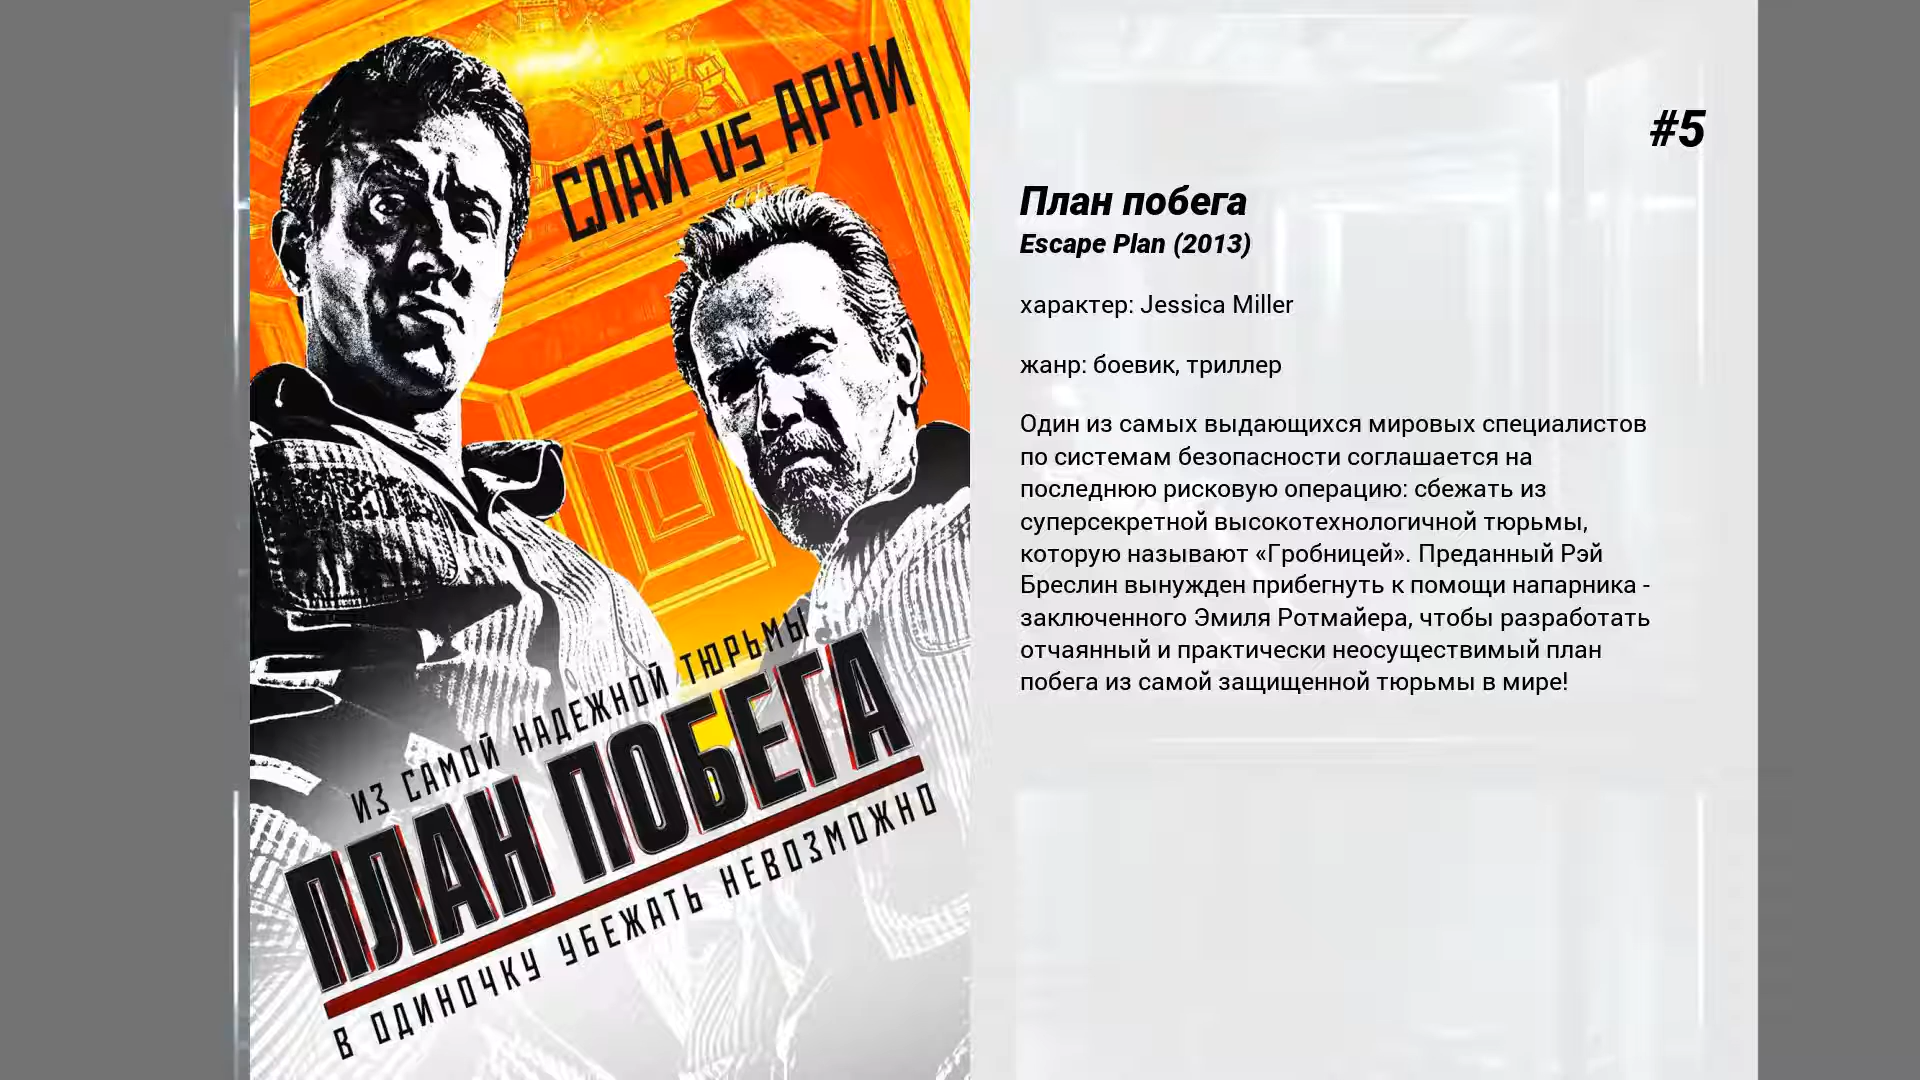 СЛАЙ VS АРНИ
ИЗ САМОЙ НАДЕЖНОЙ ТЮРЬМЫ
ПЛАН ПОБЕГА
В ОДИНОЧКУ УБЕЖАТЬ НЕВОЗМОЖНО
#5
План побега
Escape Plan (2013)
характер: Jessica Miller
жанр: боевик, триллер
Один из самых выдающихся мировых специалистов
по системам безопасности соглашается на
последнюю рисковую операцию: сбежать из
суперсекретной высокотехнологичной тюрьмы,
которую называют «Гробницей». Преданный Рэй
Бреслин вынужден прибегнуть к помощи напарника -
заключенного Эмиля Ротмайера, чтобы разработать
отчаянный и практически неосуществимый план
побега из самой защищенной тюрьмы в мире!